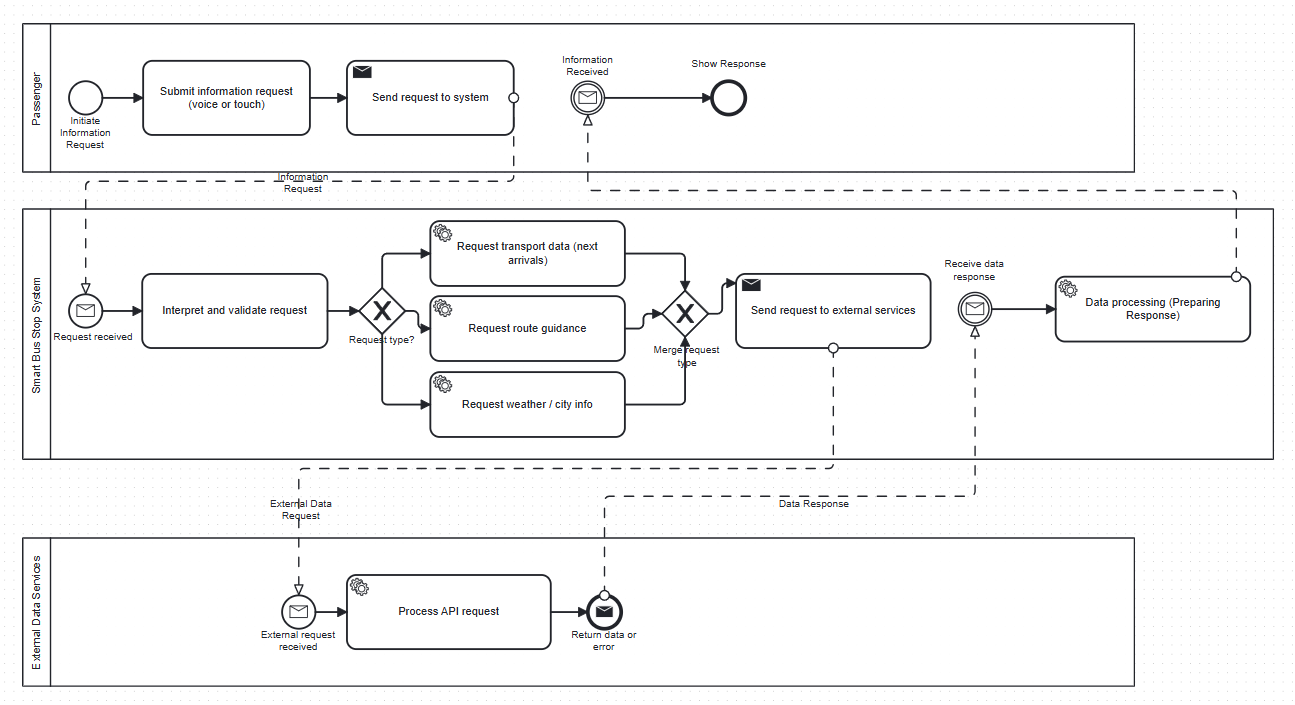 Passenger
Initiate
Information
Request
Submit information request
(voice or touch)
Send request to system
Information
Received
Show Response
Information
Request
Smart Bus Stop System
Request received
Interpret and validate request
Request type?
Request transport data (next
arrivals)
Request route guidance
Request weather / city info
Merge request
type
Send request to external services
Receive data
response
Data processing (Preparing
Response)
External Data
Request
Data Response
External Data Services
External request
received
Process API request
Return data or
error